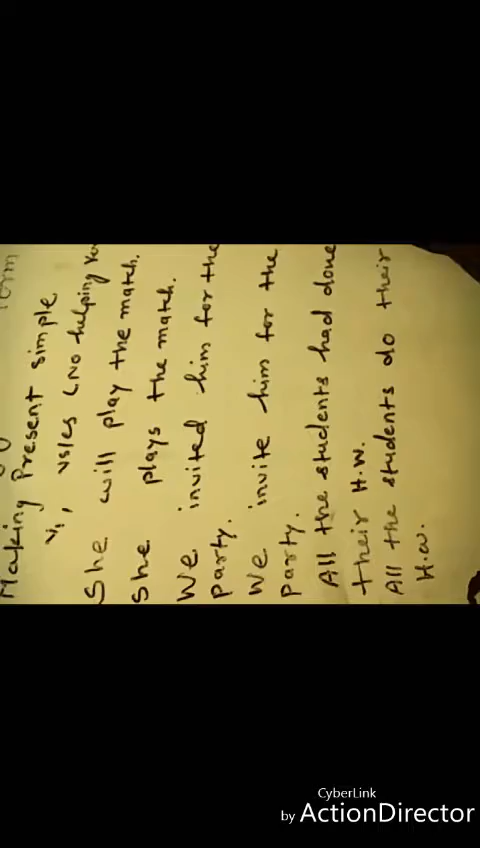 Making Present simple
V1, Vs/es (No helping
She will play the match.
She plays the match.
We invited him for the
party.
We invite him for the
party.
All the students had done
their H.W.
All the students do their
H.W.
CyberLink
by ActionDirector